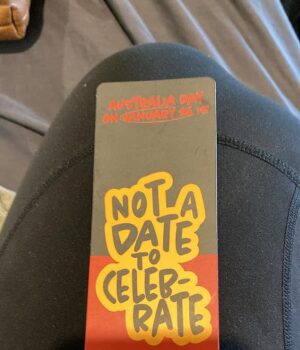 AUSTRALIA DAY
ON JANUARY 26 IS
NOT A
DATE
TO
CELEB-
RATE